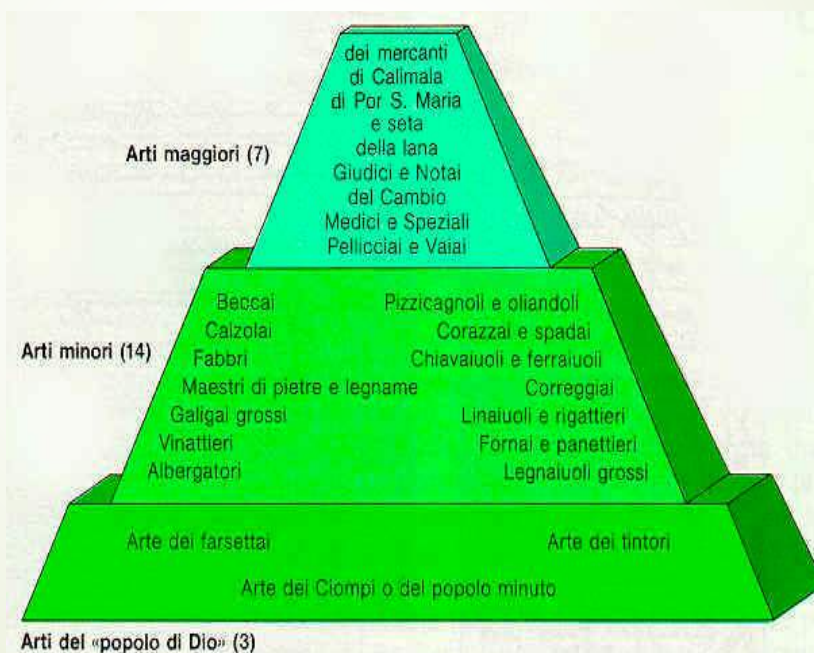 dei mercanti
di Calimala
di Por S. Maria
e seta
della lana
Giudici e Notai
del Cambio
Medici e Speziali
Pellicciai e Vaiai
Arti maggiori (7)
Beccai
Calzolai
Fabbri
Maestri di pietre e legname
Galigai grossi
Vinattieri
Albergatori
Pizzicagnoli e oliandoli
Corazzai e spadai
Chiavaiuoli e ferraiuoli
Correggiai
Linaiuoli e rigattieri
Fornai e panettieri
Legnaiuoli grossi
Arti minori (14)
Arte dei farsettai
Arte dei tintori
Arte dei Ciompi o del popolo minuto
Arti del «popolo di Dio» (3)